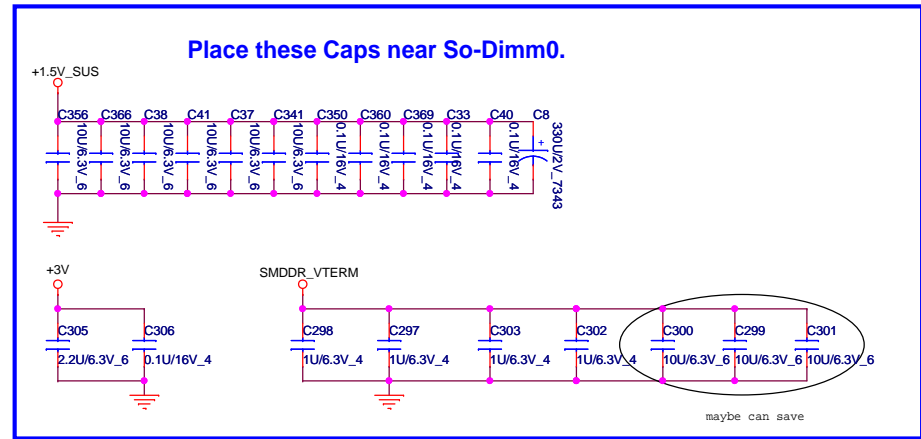 Place these Caps near So-Dimm0.
+1.5V_SUS
C356 C366 C38 C41 C37 C341 C350 C360 C369 C33 C40 C8
10U/6.3V_6
10U/6.3V_6
10U/6.3V_6
10U/6.3V_6
10U/6.3V_6
10U/6.3V_6
0.1U/16V_4
0.1U/16V_4
0.1U/16V_4
0.1U/16V_4
0.1U/16V_4
+
330U/2V_7343
+3V
SMDDR_VTERM
C305 C306 C298 C297 C303 C302 C300 C299 C301
2.2U/6.3V_6 0.1U/16V_4 1U/6.3V_4 1U/6.3V_4 1U/6.3V_4 1U/6.3V_4 10U/6.3V_6 10U/6.3V_6 10U/6.3V_6
maybe can save